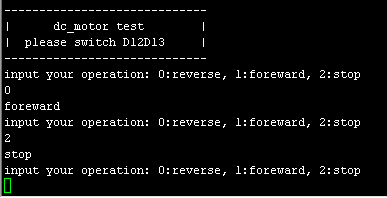 -----------------------------
|      dc_motor test        |
|  please switch D12D13     |
-----------------------------
input your operation: 0:reverse, 1:foreward, 2:stop
0
foreward
input your operation: 0:reverse, 1:foreward, 2:stop
2
stop
input your operation: 0:reverse, 1:foreward, 2:stop